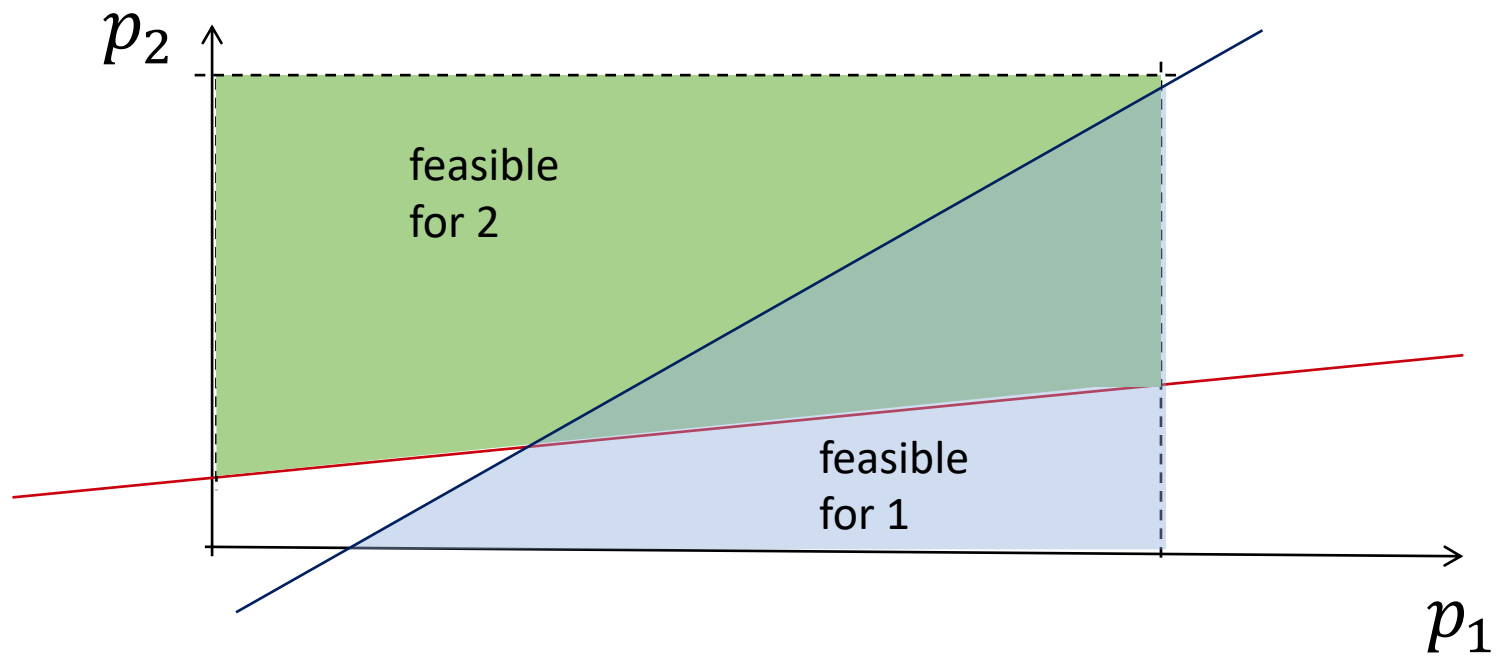 p₂
feasible
for 2
feasible
for 1
p₁